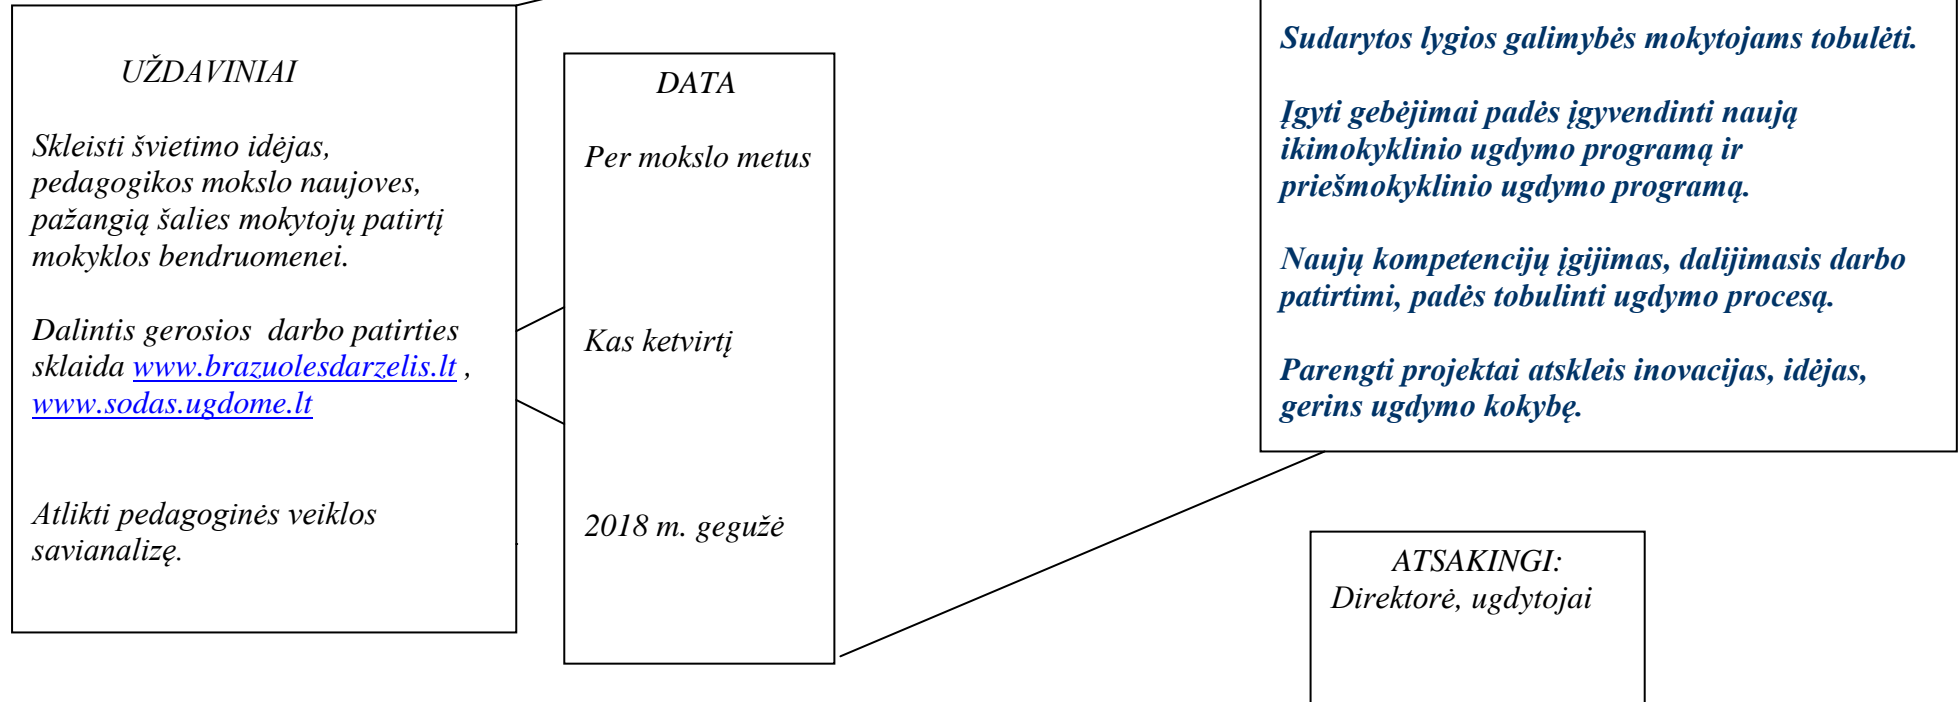 UŽDAVINIAI
Skleisti švietimo idėjas,
pedagogikos mokslo naujoves,
pažangią šalies mokytojų patirtį
mokyklos bendruomenei.
Dalintis gerosios  darbo patirties
sklaida www.brazuolesdarzelis.lt ,
www.sodas.ugdome.lt
Atlikti pedagoginės veiklos
savianalizę.
DATA
Per mokslo metus
Kas ketvirtį
2018 m. gegužė
Sudarytos lygios galimybės mokytojams tobulėti.
Įgyti gebėjimai padės įgyvendinti naują
ikimokyklinio ugdymo programą ir
priešmokyklinio ugdymo programą.
Naujų kompetencijų įgijimas, dalijimasis darbo
patirtimi, padės tobulinti ugdymo procesą.
Parengti projektai atskleis inovacijas, idėjas,
gerins ugdymo kokybę.
ATSAKINGI:
Direktorė, ugdytojai